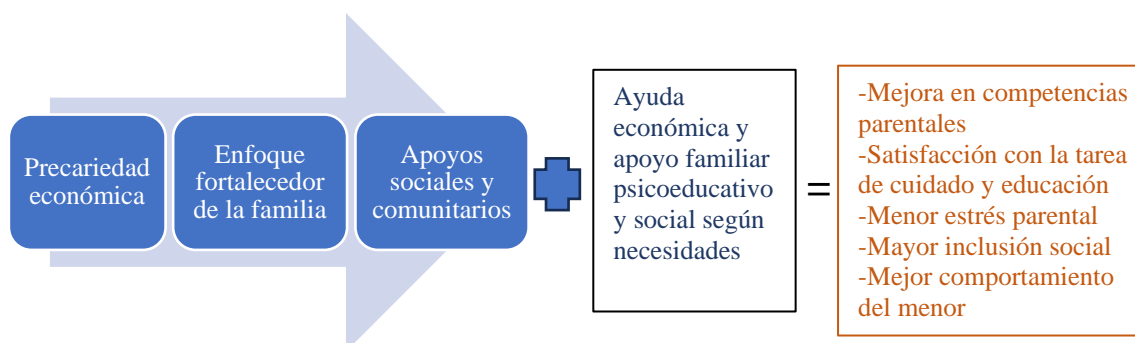 Precariedad
económica
Enfoque
fortalecedor
de la familia
Apoyos
sociales y
comunitarios
Ayuda
económica y
apoyo familiar
psicoeducativo
y social según
necesidades
=
-Mejora en competencias
parentales
-Satisfacción con la tarea
de cuidado y educación
-Menor estrés parental
-Mayor inclusión social
-Mejor comportamiento
del menor